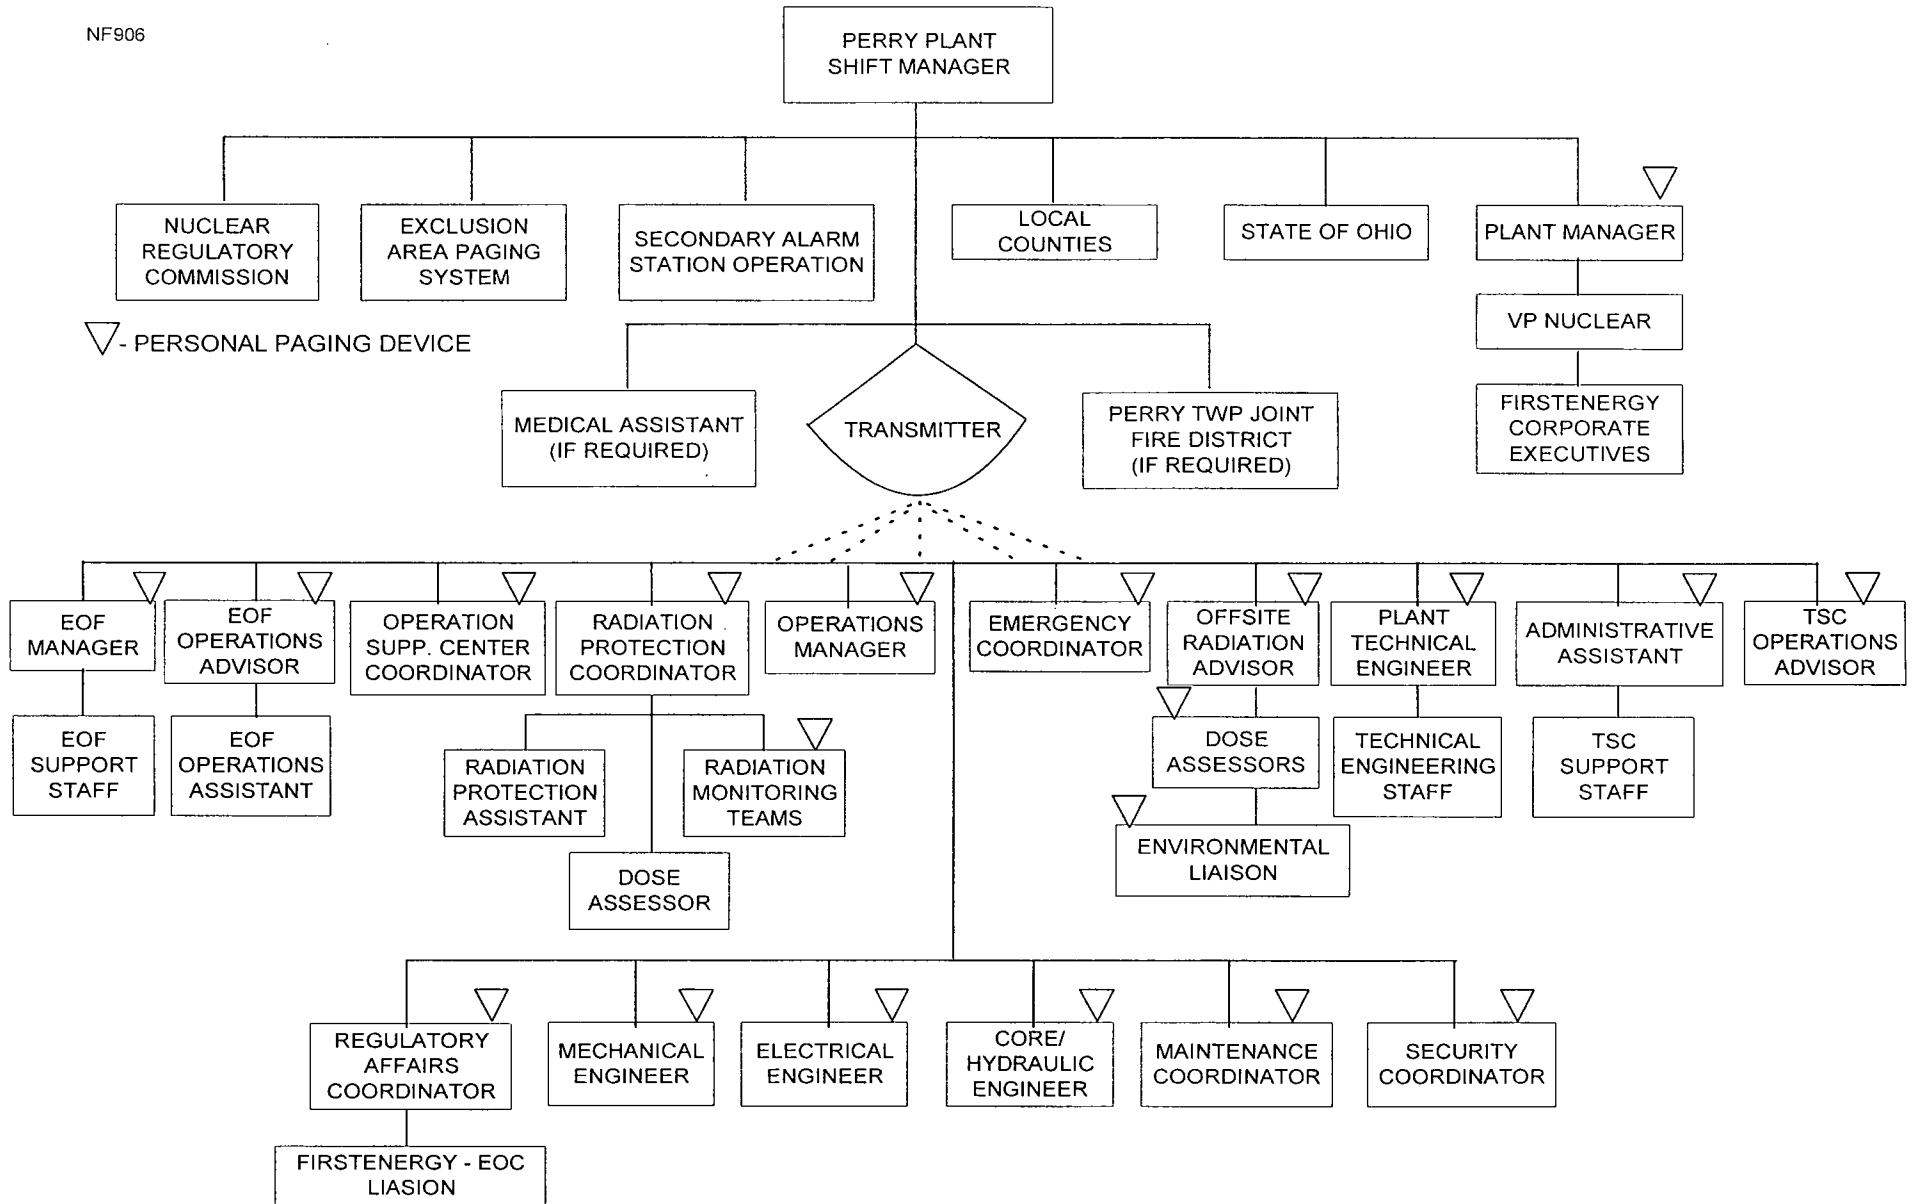 NF906
PERRY PLANT
SHIFT MANAGER
NUCLEAR
REGULATORY
COMMISSION
EXCLUSION
AREA PAGING
SYSTEM
SECONDARY ALARM
STATION OPERATION
LOCAL
COUNTIES
STATE OF OHIO
PLANT MANAGER
VP NUCLEAR
FIRSTENERGY
CORPORATE
EXECUTIVES
- PERSONAL PAGING DEVICE
MEDICAL ASSISTANT
(IF REQUIRED)
TRANSMITTER
PERRY TWP JOINT
FIRE DISTRICT
(IF REQUIRED)
EOF
MANAGER
EOF
OPERATIONS
ADVISOR
OPERATION
SUPP. CENTER
COORDINATOR
RADIATION
PROTECTION
COORDINATOR
OPERATIONS
MANAGER
EMERGENCY
COORDINATOR
OFFSITE
RADIATION
ADVISOR
PLANT
TECHNICAL
ENGINEER
ADMINISTRATIVE
ASSISTANT
TSC
OPERATIONS
ADVISOR
EOF
SUPPORT
STAFF
EOF
OPERATIONS
ASSISTANT
RADIATION
PROTECTION
ASSISTANT
RADIATION
MONITORING
TEAMS
DOSE
ASSESSOR
DOSE
ASSESSORS
ENVIRONMENTAL
LIAISON
TECHNICAL
ENGINEERING
STAFF
TSC
SUPPORT
STAFF
REGULATORY
AFFAIRS
COORDINATOR
MECHANICAL
ENGINEER
ELECTRICAL
ENGINEER
CORE/
HYDRAULIC
ENGINEER
MAINTENANCE
COORDINATOR
SECURITY
COORDINATOR
FIRSTENERGY - EOC
LIASION